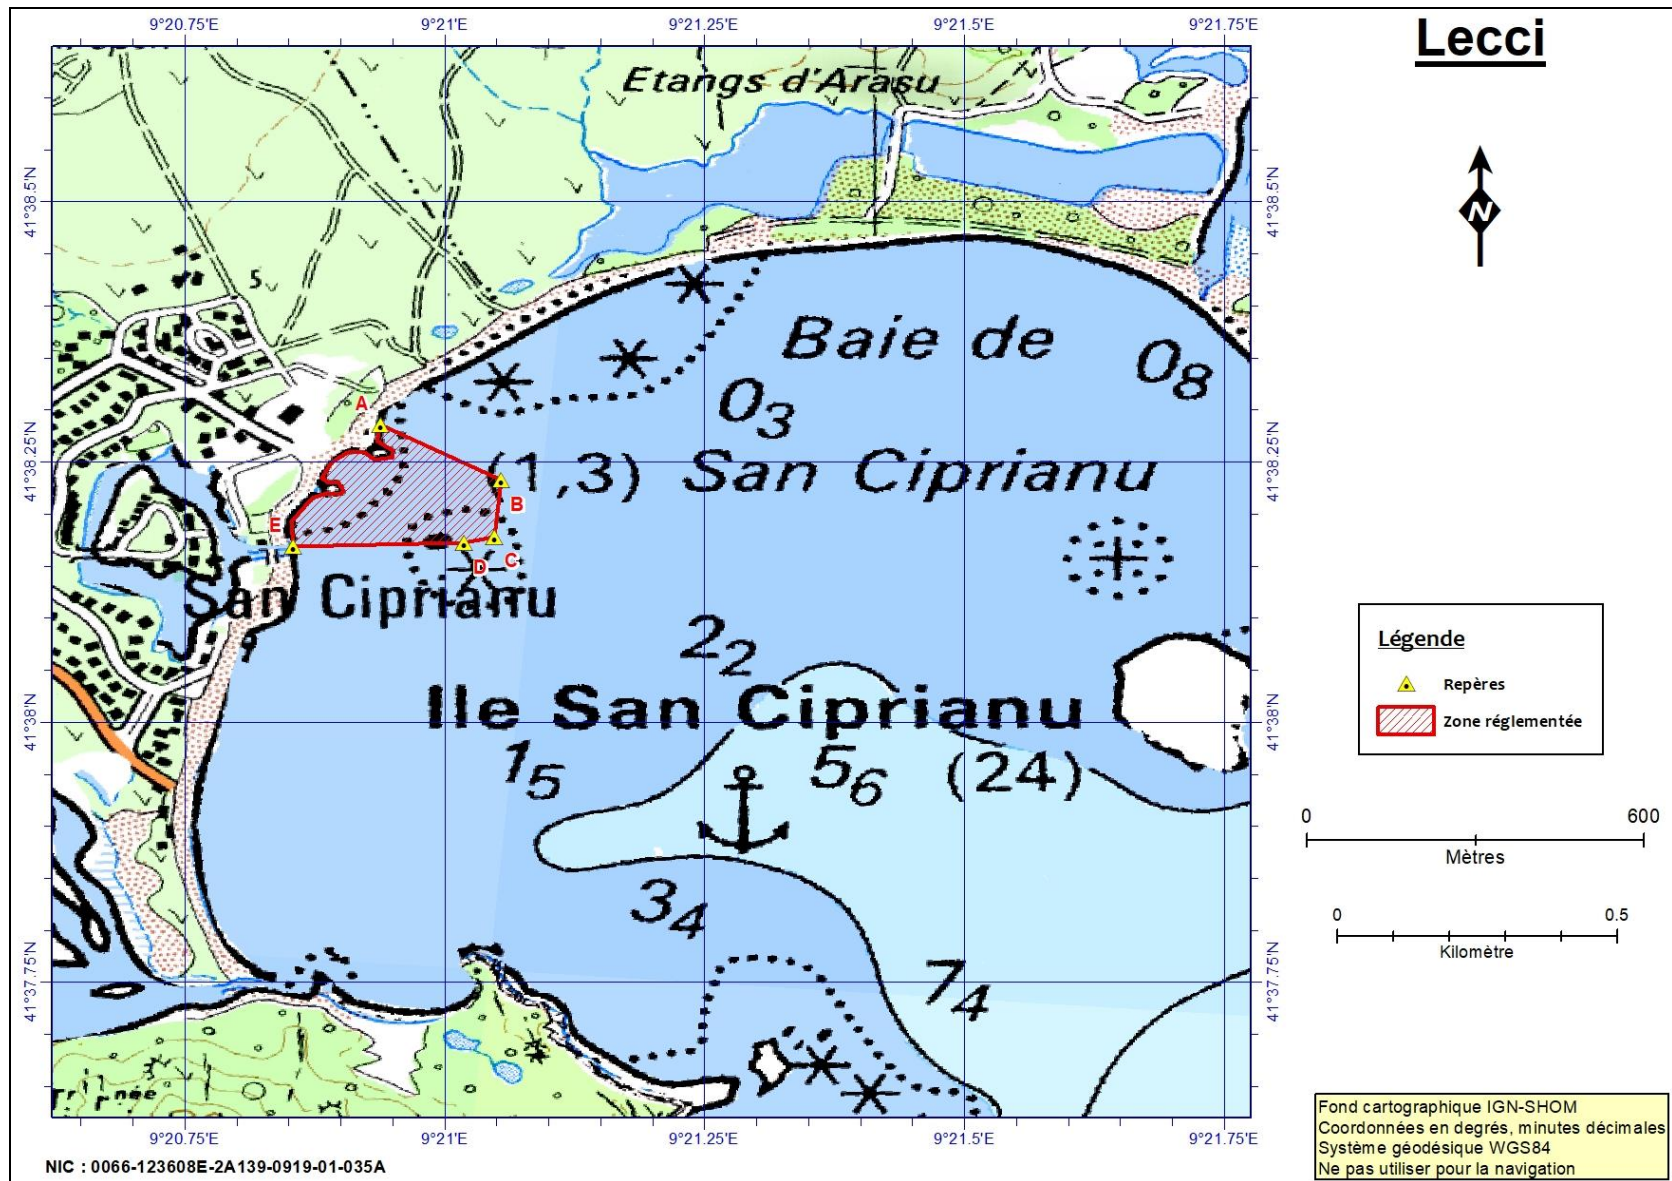 Lecci
9°20.75'E
9°21'E
9°21.25'E
9°21.5'E
9°21.75'E
Etangs d'Arasu
N
41°38.5'N
41°38.5'N
5
Baie de
0₈
0₃
A
41°38.25'N
41°38.25'N
(1,3) San Ciprianu
B
E
D
C
San Ciprianu
2₂
Ile San Ciprianu
41°38'N
41°38'N
1₅
5₆
(24)
3₄
7₄
41°37.75'N
41°37.75'N
Légende
Repères
Zone réglementée
0
600
Mètres
0
0.5
Kilomètre
9°20.75'E
9°21'E
9°21.25'E
9°21.5'E
9°21.75'E
NIC : 0066-123608E-2A139-0919-01-035A
Fond cartographique IGN-SHOM
Coordonnées en degrés, minutes décimales
Système géodésique WGS84
Ne pas utiliser pour la navigation